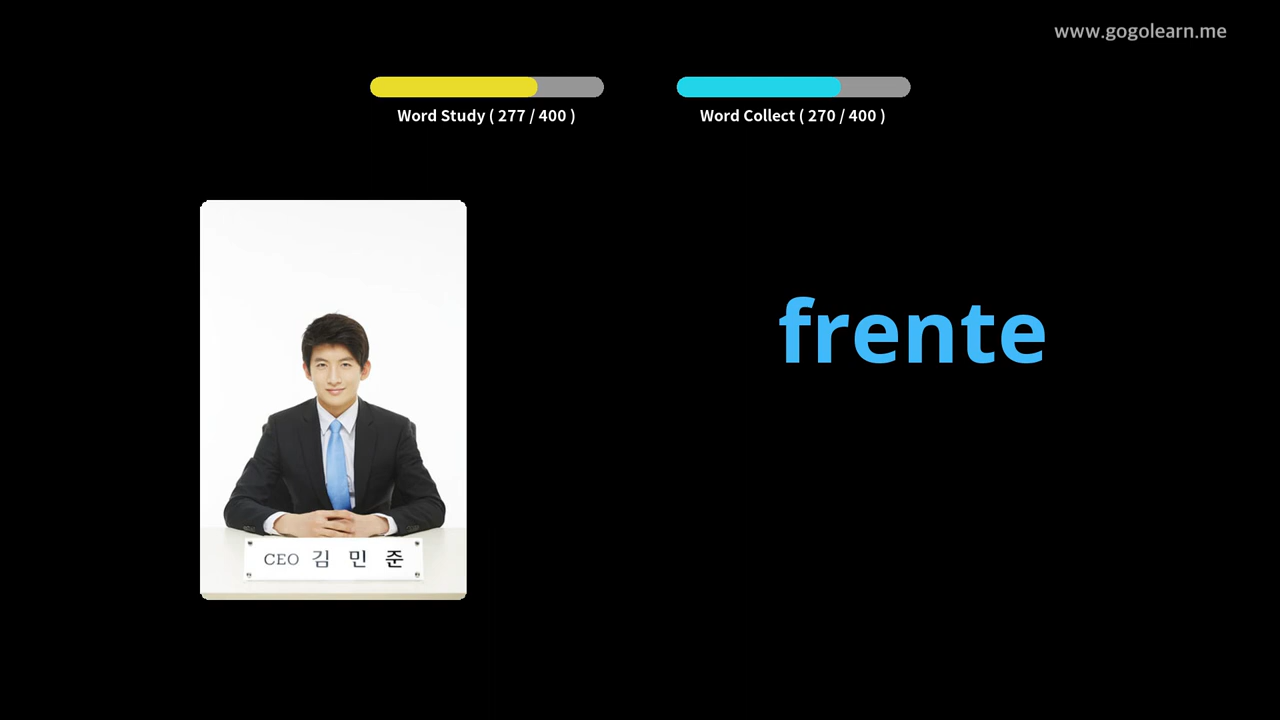 www.gogolearn.me
Word Study ( 277 / 400 )
Word Collect ( 270 / 400 )
frente
CEO 김 민 준